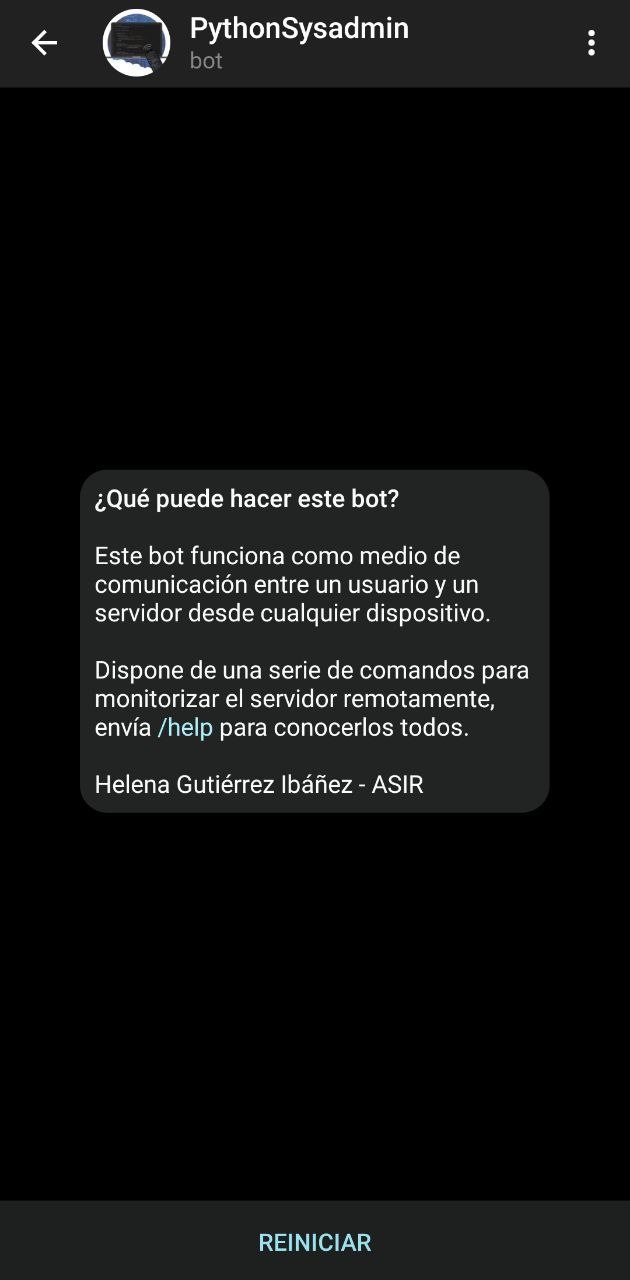 PythonSysadmin
bot
¿Qué puede hacer este bot?
Este bot funciona como medio de
comunicación entre un usuario y un
servidor desde cualquier dispositivo.
Dispone de una serie de comandos para
monitorizar el servidor remotamente,
envía /help para conocerlos todos.
Helena Gutiérrez Ibáñez - ASIR
REINICIAR